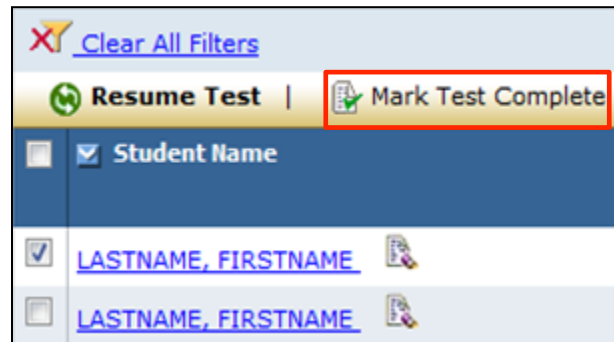 Clear All Filters
Resume Test | Mark Test Complete
Student Name
LASTNAME, FIRSTNAME
LASTNAME, FIRSTNAME